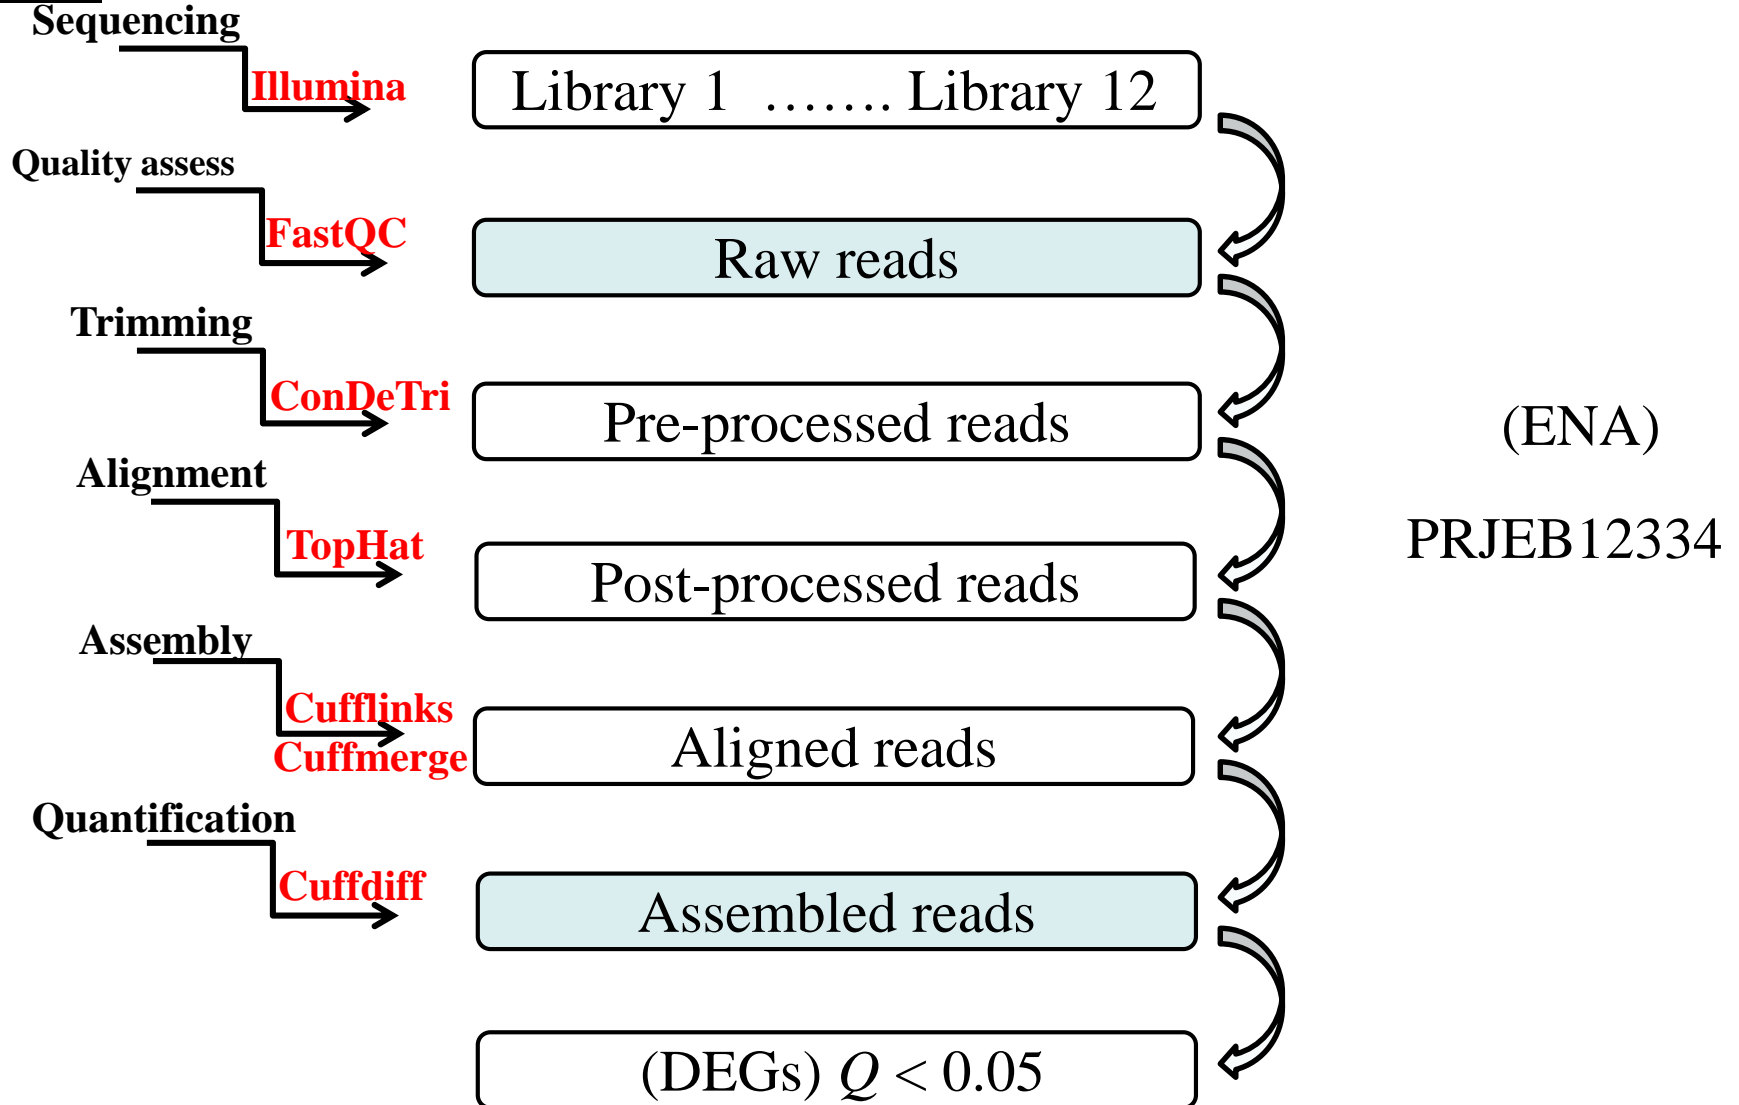 Sequencing
Illumina
Library 1 ....... Library 12
Quality assess
FastQC
Raw reads
Trimming
ConDeTri
Pre-processed reads
(ENA)
Alignment
TopHat
PRJEB12334
Post-processed reads
Assembly
Cufflinks
Cuffmerge
Aligned reads
Quantification
Cuffdiff
Assembled reads
(DEGs) Q < 0.05